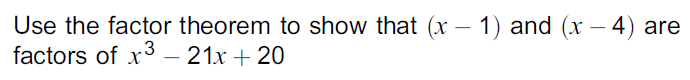 Use the factor theorem to show that (x – 1) and (x – 4) are
factors of x³ – 21x + 20